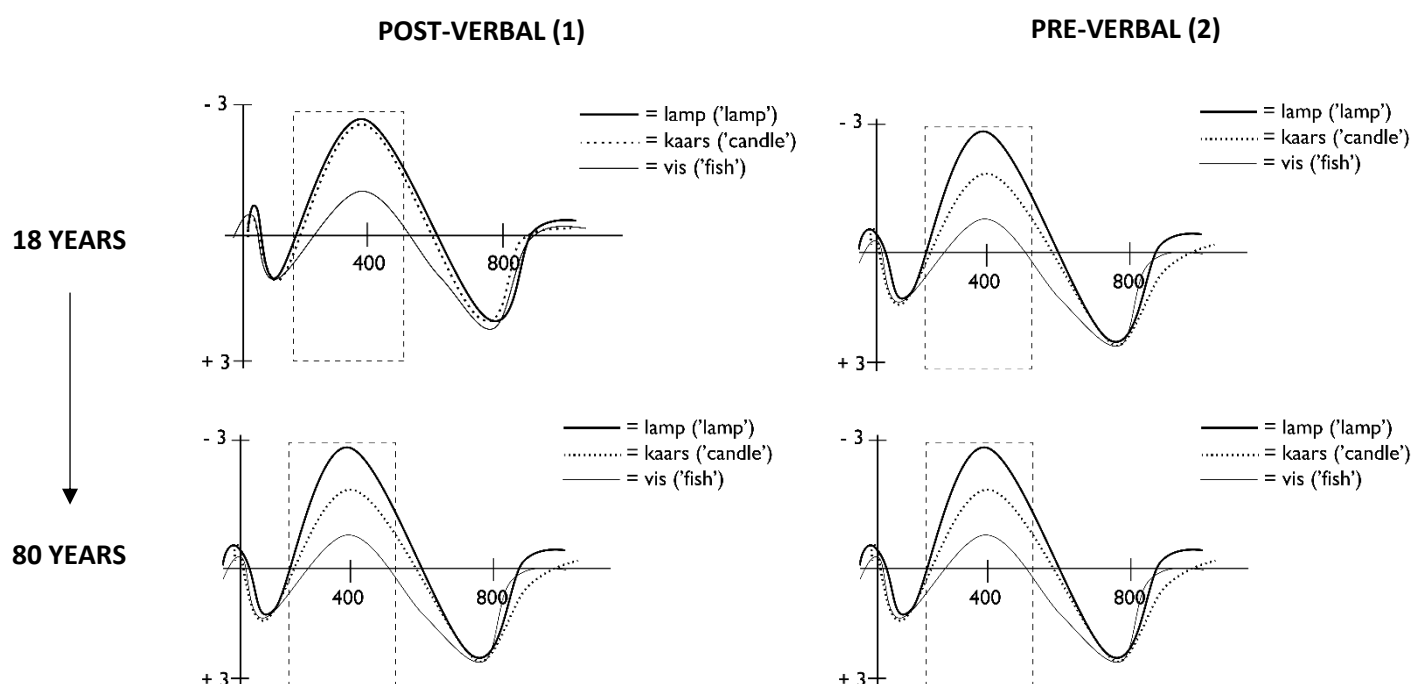 POST-VERBAL (1)
PRE-VERBAL (2)
18 YEARS
- 3
+ 3
400
800
= lamp ('lamp')
= kaars ('candle')
= vis ('fish')
- 3
+ 3
400
800
= lamp ('lamp')
= kaars ('candle')
= vis ('fish')
80 YEARS
- 3
+ 3
400
800
= lamp ('lamp')
= kaars ('candle')
= vis ('fish')
- 3
+ 3
400
800
= lamp ('lamp')
= kaars ('candle')
= vis ('fish')